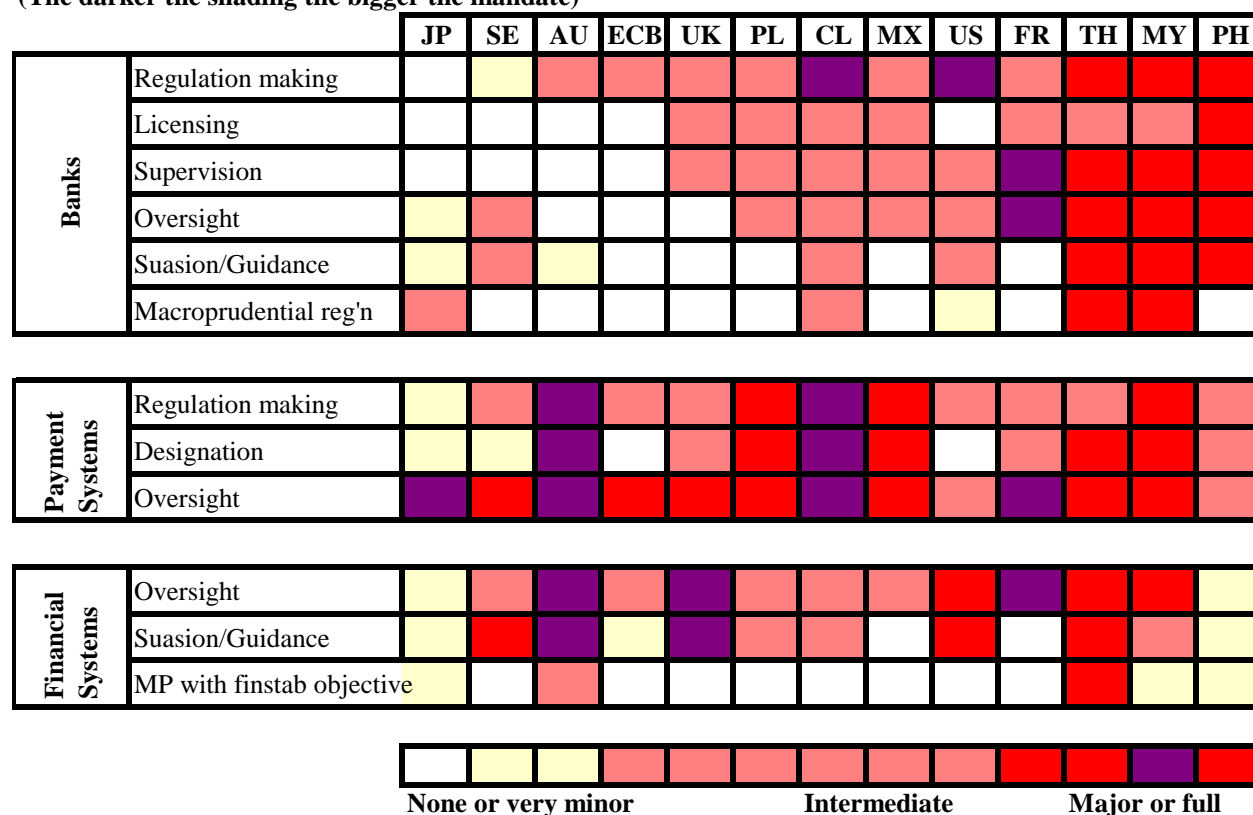 (The darker the shading the bigger the mandate)
JP SE AU ECB UK PL CL MX US FR TH MY PH
Banks
Regulation making
Licensing
Supervision
Oversight
Suasion/Guidance
Macroprudential reg'n
Payment
Systems
Regulation making
Designation
Oversight
Financial
Systems
Oversight
Suasion/Guidance
MP with finstab objective
None or very minor Intermediate Major or full